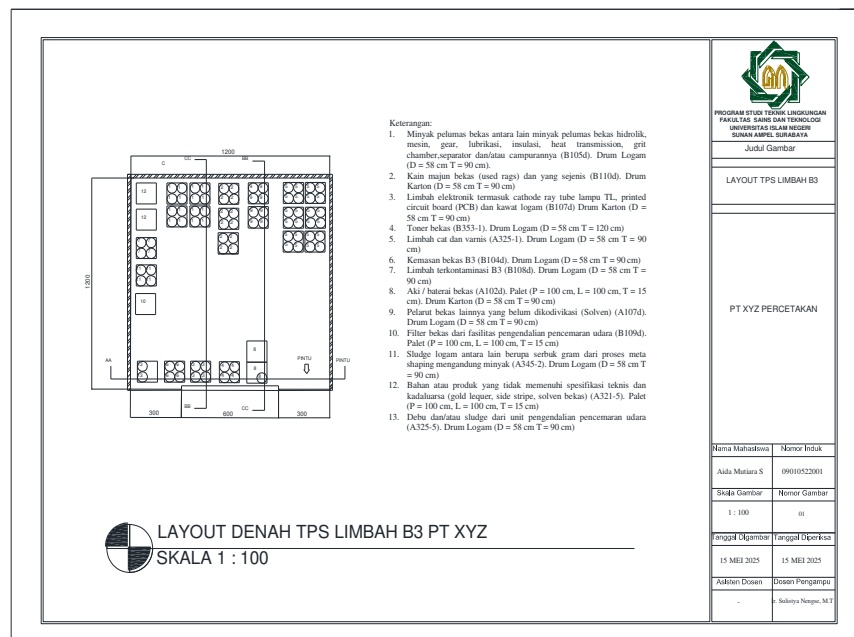 1200
C
CC
BB
1200
12
12
10
8
8
AA
PINTU
PINTU
300
BB
600
CC
300
Keterangan:
1. Minyak pelumas bekas antara lain minyak pelumas bekas hidrolik,
mesin, gear, lubrikasi, insulasi, heat transmission, grit
chamber,separator dan/atau campurannya (B105d). Drum Logam
(D = 58 cm T = 90 cm).
2. Kain majun bekas (used rags) dan yang sejenis (B110d). Drum
Karton (D = 58 cm T = 90 cm)
3. Limbah elektronik termasuk cathode ray tube lampu TL, printed
circuit board (PCB) dan kawat logam (B107d) Drum Karton (D =
58 cm T = 90 cm)
4. Toner bekas (B353-1). Drum Logam (D = 58 cm T = 120 cm)
5. Limbah cat dan varnis (A325-1). Drum Logam (D = 58 cm T = 90
cm)
6. Kemasan bekas B3 (B104d). Drum Logam (D = 58 cm T = 90 cm)
7. Limbah terkontaminasi B3 (B108d). Drum Logam (D = 58 cm T =
90 cm)
8. Aki / baterai bekas (A102d). Palet (P = 100 cm, L = 100 cm, T = 15
cm). Drum Karton (D = 58 cm T = 90 cm)
9. Pelarut bekas lainnya yang belum dikodivikasi (Solven) (A107d).
Drum Logam (D = 58 cm T = 90 cm)
10. Filter bekas dari fasilitas pengendalian pencemaran udara (B109d).
Palet (P = 100 cm, L = 100 cm, T = 15 cm)
11. Sludge logam antara lain berupa serbuk gram dari proses meta
shaping mengandung minyak (A345-2). Drum Logam (D = 58 cm T
= 90 cm)
12. Bahan atau produk yang tidak memenuhi spesifikasi teknis dan
kadaluarsa (gold lequer, side stripe, solven bekas) (A321-5). Palet
(P = 100 cm, L = 100 cm, T = 15 cm)
13. Debu dan/atau sludge dari unit pengendalian pencemaran udara
(A325-5). Drum Logam (D = 58 cm T = 90 cm)
LAYOUT DENAH TPS LIMBAH B3 PT XYZ
SKALA 1 : 100
PROGRAM STUDI TEKNIK LINGKUNGAN
FAKULTAS SAINS DAN TEKNOLOGI
UNIVERSITAS ISLAM NEGERI
SUNAN AMPEL SURABAYA
Judul Gambar
LAYOUT TPS LIMBAH B3
PT XYZ PERCETAKAN
Nama Mahasiswa Nomor Induk
Aida Mutiara S 09010522001
Skala Gambar Nomor Gambar
1 : 100 01
Tanggal Digambar Tanggal Diperiksa
15 MEI 2025 15 MEI 2025
Asisten Dosen Dosen Pengampu
- Ir. Sulistya Nengse, M.T